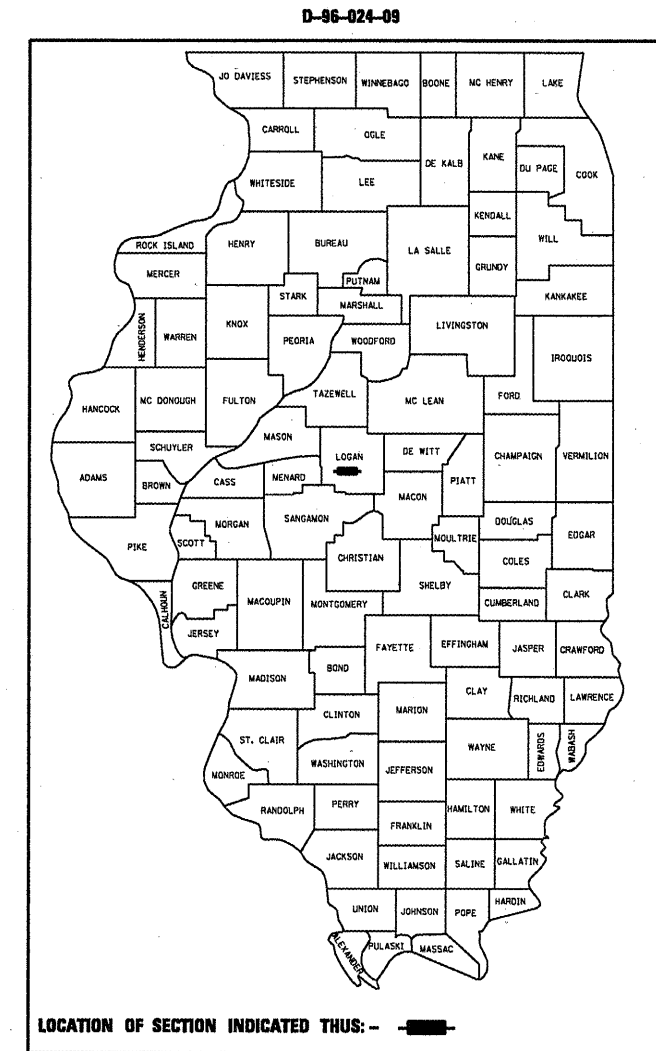 D-96-024-09
JO DAVIESS
STEPHENSON
WINNEBAGO
BOONE
MC HENRY
LAKE
CARROLL
OGLE
DE KALB
KANE
DU PAGE
COOK
WHITESIDE
LEE
KENDALL
WILL
ROCK ISLAND
HENRY
BUREAU
LA SALLE
GRUNDY
MERCER
PUTNAM
STARK
MARSHALL
KANKAKEE
HENDERSON
WARREN
KNOX
PEORIA
WOODFORD
LIVINGSTON
IROQUOIS
HANCOCK
MC DONOUGH
FULTON
TAZEWELL
MC LEAN
FORD
MASON
SCHUYLER
LOGAN
DE WITT
CHAMPAIGN
VERMILION
ADAMS
BROWN
CASS
MENARD
PIATT
MACON
MORGAN
SANGAMON
DOUGLAS
PIKE
SCOTT
CHRISTIAN
MOULTRIE
EDGAR
COLES
SHELBY
GREENE
CALHOUN
MACOUPIN
MONTGOMERY
CUMBERLAND
CLARK
JERSEY
FAYETTE
EFFINGHAM
JASPER
CRAWFORD
BOND
MADISON
CLAY
RICHLAND
LAWRENCE
CLINTON
MARION
ST. CLAIR
WAYNE
EDWARDS
WABASH
WASHINGTON
JEFFERSON
MONROE
RANDOLPH
PERRY
HAMILTON
WHITE
FRANKLIN
JACKSON
WILLIAMSON
SALINE
GALLATIN
UNION
JOHNSON
POPE
HARDIN
ALEXANDER
PULASKI
MASSAC
LOCATION OF SECTION INDICATED THUS: -